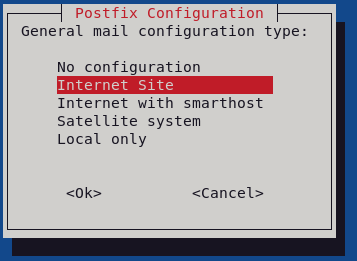 Postfix Configuration
General mail configuration type:
No configuration
Internet Site
Internet with smarthost
Satellite system
Local only
<Ok> <Cancel>